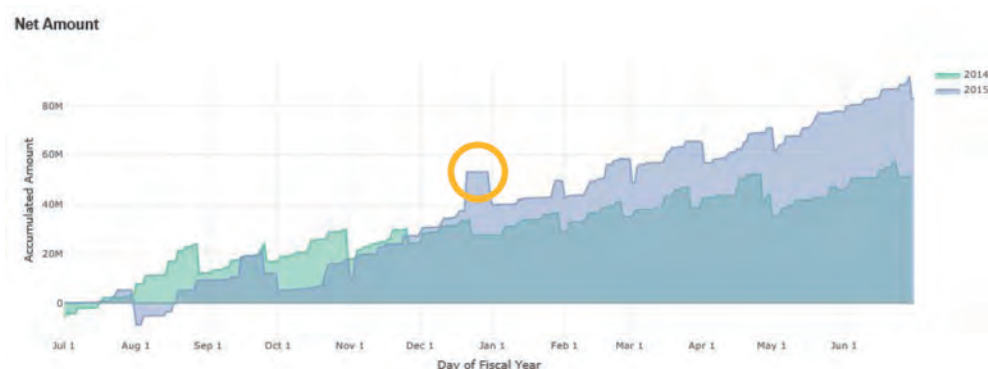 Net Amount
2014
2015
80M
60M
40M
20M
0
Accumulated Amount
Jul 1 Aug 1 Sep 1 Oct 1 Nov 1 Dec 1 Jan 1 Feb 1 Mar 1 Apr 1 May 1 Jun 1
Day of Fiscal Year